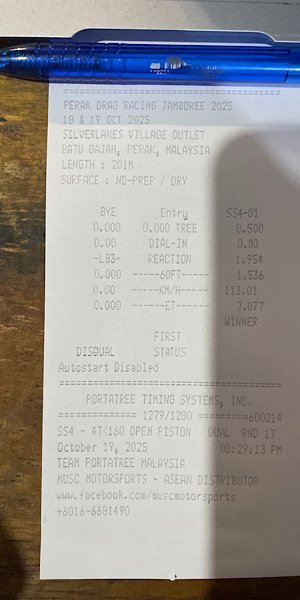 ==================================
PERAK DRAG RACING JAMBOREE 2025
18 & 19 OCT 2025
SILVERLAKES VILLAGE OUTLET
BATU GAJAH, PERAK, MALAYSIA
LENGTH : 201M
SURFACE : NO-PREP / DRY
BYE Entry SS4-01
0.000 0.000 TREE 0.500
0.00 DIAL-IN 0.00
-LB3- REACTION 1.954
0.000 -----60FT------ 1.536
0.00 -----KM/H------ 113.01
0.000 ------ET------- 7.077
WINNER
FIRST
DISQUAL STATUS
Autostart Disabled
==================================
PORTATREE TIMING SYSTEMS, INC.
============= 1279/1280 =========600214
SS4 - 4T<160 OPEN PISTON QUAL RND 17
October 19, 2025 08:29:13 PM
TEAM PORTATREE MALAYSIA
MUSC MOTORSPORTS - ASEAN DISTRIBUTOR
www.facebook.com/muscmotorsports
+6016-6681490